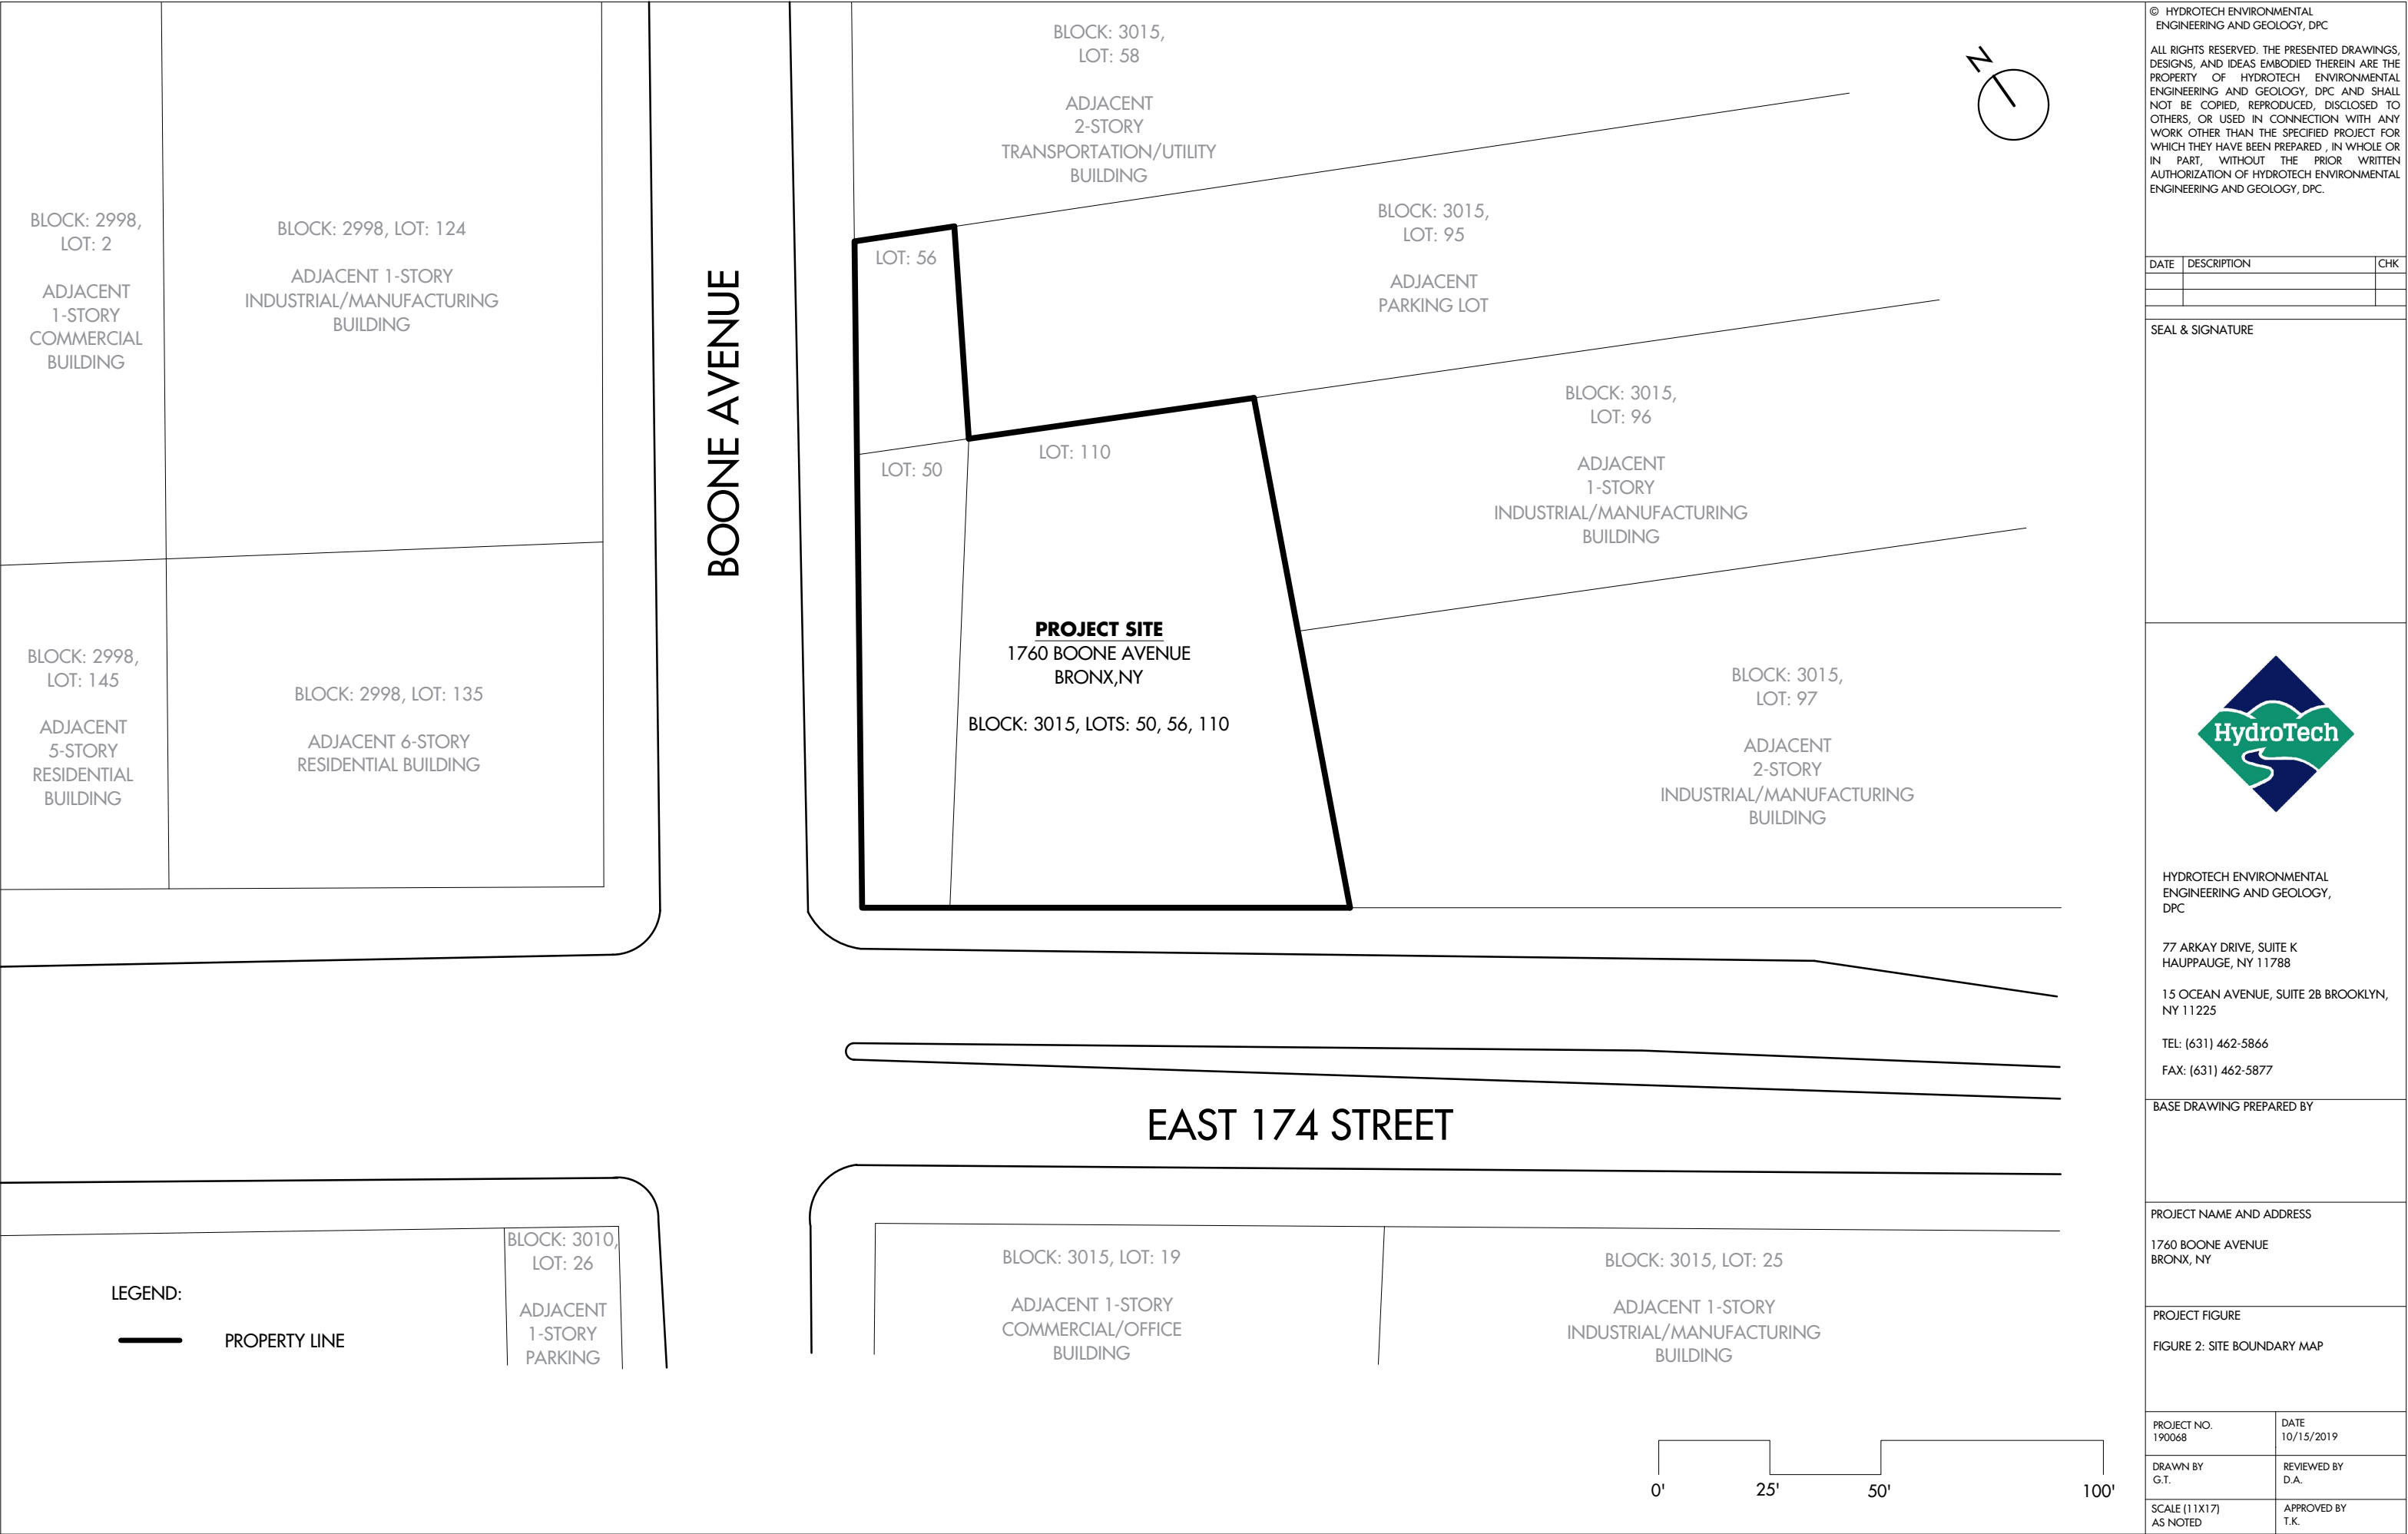 BLOCK: 3015,
LOT: 58
ADJACENT
2-STORY
TRANSPORTATION/UTILITY
BUILDING
N
BLOCK: 2998,
LOT: 2
ADJACENT
1-STORY
COMMERCIAL
BUILDING
BLOCK: 2998, LOT: 124
ADJACENT 1-STORY
INDUSTRIAL/MANUFACTURING
BUILDING
BOONE AVENUE
LOT: 56
BLOCK: 3015,
LOT: 95
ADJACENT
PARKING LOT
LOT: 50
LOT: 110
BLOCK: 3015,
LOT: 96
ADJACENT
1-STORY
INDUSTRIAL/MANUFACTURING
BUILDING
PROJECT SITE
1760 BOONE AVENUE
BRONX,NY
BLOCK: 3015, LOTS: 50, 56, 110
BLOCK: 2998,
LOT: 145
ADJACENT
5-STORY
RESIDENTIAL
BUILDING
BLOCK: 2998, LOT: 135
ADJACENT 6-STORY
RESIDENTIAL BUILDING
BLOCK: 3015,
LOT: 97
ADJACENT
2-STORY
INDUSTRIAL/MANUFACTURING
BUILDING
EAST 174 STREET
LEGEND:
PROPERTY LINE
BLOCK: 3010,
LOT: 26
ADJACENT
1-STORY
PARKING
BLOCK: 3015, LOT: 19
ADJACENT 1-STORY
COMMERCIAL/OFFICE
BUILDING
BLOCK: 3015, LOT: 25
ADJACENT 1-STORY
INDUSTRIAL/MANUFACTURING
BUILDING
0' 25' 50' 100'
© HYDROTECH ENVIRONMENTAL
ENGINEERING AND GEOLOGY, DPC
ALL RIGHTS RESERVED. THE PRESENTED DRAWINGS,
DESIGNS, AND IDEAS EMBODIED THEREIN ARE THE
PROPERTY OF HYDROTECH ENVIRONMENTAL
ENGINEERING AND GEOLOGY, DPC AND SHALL
NOT BE COPIED, REPRODUCED, DISCLOSED TO
OTHERS, OR USED IN CONNECTION WITH ANY
WORK OTHER THAN THE SPECIFIED PROJECT FOR
WHICH THEY HAVE BEEN PREPARED , IN WHOLE OR
IN PART, WITHOUT THE PRIOR WRITTEN
AUTHORIZATION OF HYDROTECH ENVIRONMENTAL
ENGINEERING AND GEOLOGY, DPC.
DATE DESCRIPTION CHK
SEAL & SIGNATURE
HydroTech
HYDROTECH ENVIRONMENTAL
ENGINEERING AND GEOLOGY,
DPC
77 ARKAY DRIVE, SUITE K
HAUPPAUGE, NY 11788
15 OCEAN AVENUE, SUITE 2B BROOKLYN,
NY 11225
TEL: (631) 462-5866
FAX: (631) 462-5877
BASE DRAWING PREPARED BY
PROJECT NAME AND ADDRESS
1760 BOONE AVENUE
BRONX, NY
PROJECT FIGURE
FIGURE 2: SITE BOUNDARY MAP
PROJECT NO.
190068
DATE
10/15/2019
DRAWN BY
G.T.
REVIEWED BY
D.A.
SCALE (11X17)
AS NOTED
APPROVED BY
T.K.